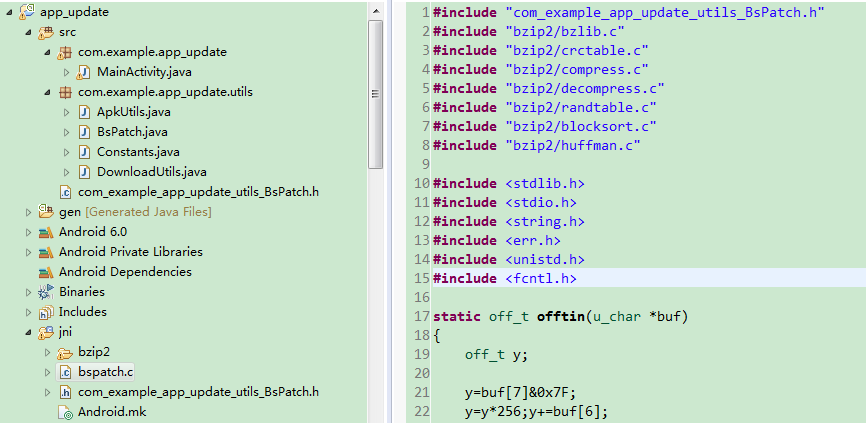 app_update
src
com.example.app_update
MainActivity.java
com.example.app_update.utils
ApkUtils.java
BsPatch.java
Constants.java
DownloadUtils.java
com_example_app_update_utils_BsPatch.h
gen [Generated Java Files]
Android 6.0
Android Private Libraries
Android Dependencies
Binaries
Includes
jni
bzip2
bspatch.c
com_example_app_update_utils_BsPatch.h
Android.mk
1 #include "com_example_app_update_utils_BsPatch.h"
2 #include "bzip2/bzlib.c"
3 #include "bzip2/crctable.c"
4 #include "bzip2/compress.c"
5 #include "bzip2/decompress.c"
6 #include "bzip2/randtable.c"
7 #include "bzip2/blocksort.c"
8 #include "bzip2/huffman.c"
9
10 #include <stdlib.h>
11 #include <stdio.h>
12 #include <string.h>
13 #include <err.h>
14 #include <unistd.h>
15 #include <fcntl.h>
16
17 static off_t offtin(u_char *buf)
18 {
19     off_t y;
20
21     y=buf[7]&0x7F;
22     y=y*256;y+=buf[6];